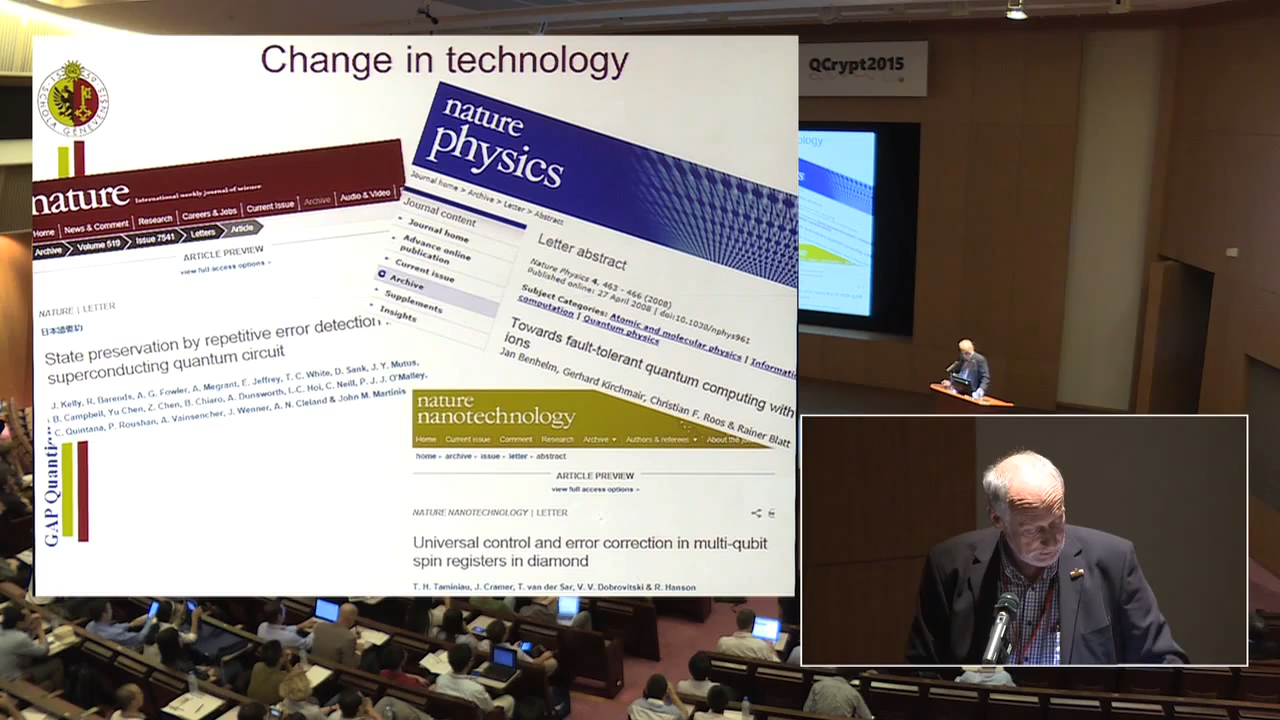 Change in technology
QCrypt2015
SCHOLA GENEVENSIS
1559
GAP Quanti
nature International weekly journal of science
Home | News & Comment | Research | Careers & Jobs | Current Issue | Archive | Audio & Video
Archive Volume 519 Issue 7541 Letters Article
ARTICLE PREVIEW
view full access options
NATURE | LETTER
日本語要約
State preservation by repetitive error detection
superconducting quantum circuit
J. Kelly, R. Barends, A. G. Fowler, A. Megrant, E. Jeffrey, T. C. White, D. Sank, J. Y. Mutus,
B. Campbell, Yu Chen, Z. Chen, B. Chiaro, A. Dunsworth, I.-C. Hoi, C. Neill, P. J. J. O'Malley,
C. Quintana, P. Roushan, A. Vainsencher, J. Wenner, A. N. Cleland & John M. Martinis
nature
physics
Journal home > Archive > Letter > Abstract
Journal content
Journal home
Advance online
publication
Current issue
Archive
Supplements
Insights
Letter abstract
Nature Physics 4, 463 - 466 (2008)
Published online: 27 April 2008 | doi:10.1038/nphys961
Subject Categories: Atomic and molecular physics | Informati
computation | Quantum physics
Towards fault-tolerant quantum computing with
ions
Jan Benhelm, Gerhard Kirchmair, Christian F. Roos & Rainer Blatt
nature
nanotechnology
Home Current issue Comment Research Archive Authors & referees About the
home archive issue letter abstract
ARTICLE PREVIEW
view full access options
NATURE NANOTECHNOLOGY | LETTER
Universal control and error correction in multi-qubit
spin registers in diamond
T. H. Taminiau, J. Cramer, T. van der Sar, V. V. Dobrovitski & R. Hanson
ology